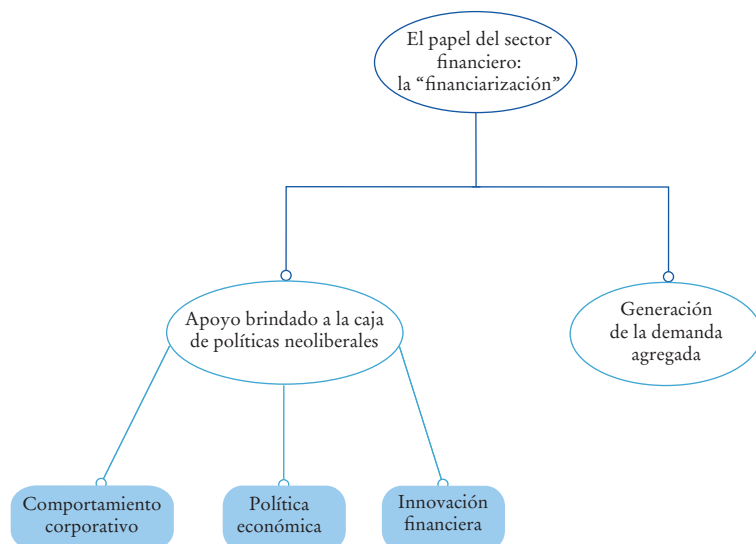 El papel del sector
financiero:
la “financiarización”
Apoyo brindado a la caja
de políticas neoliberales
Generación
de la demanda
agregada
Comportamiento
corporativo
Política
económica
Innovación
financiera